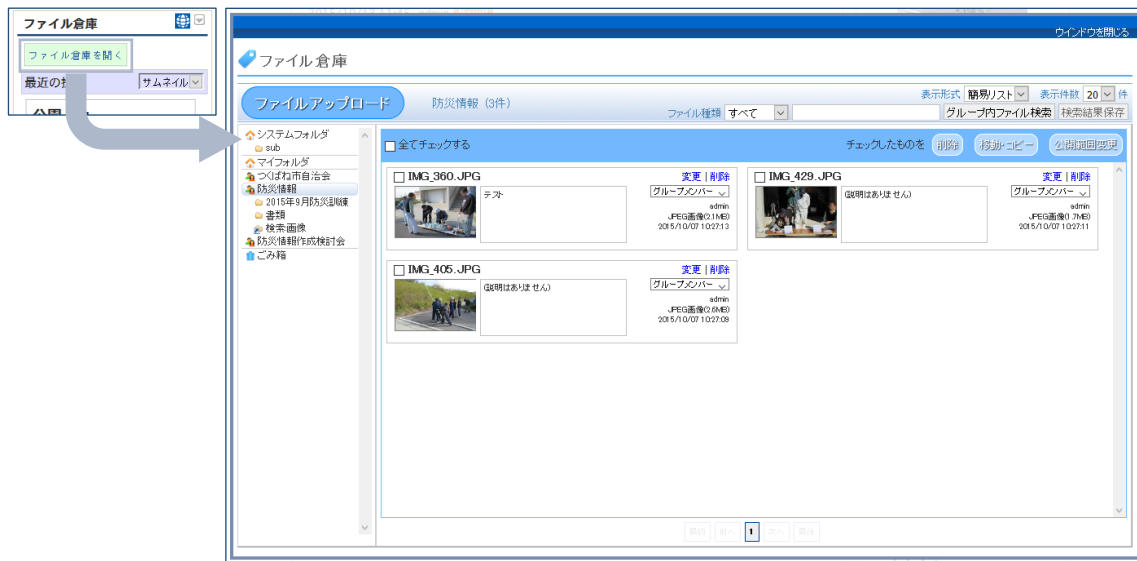 ファイル倉庫
ファイル倉庫を開く
サムネイル
ウインドウを閉じる
ファイル倉庫
ファイルアップロード
防災情報 (3件)
表示形式 簡易リスト 表示件数 20 件
ファイル種類 すべて グループ内ファイル検索 検索結果保存
システムフォルダ
sub
マイフォルダ
つくばね市自治会
防災情報
2015年9月防災訓練
書類
検索:画像
防災情報作成検討会
ごみ箱
全てチェックする チェックしたものを 削除 移動・コピー 公開範囲変更
IMG_360.JPG 変更 | 削除
テスト
グループメンバー
admin
JPEG画像(2.1MB)
2015/10/07 10:27:13
IMG_429.JPG 変更 | 削除
(説明はありません)
グループメンバー
admin
JPEG画像(1.7MB)
2015/10/07 10:27:11
IMG_405.JPG 変更 | 削除
(説明はありません)
グループメンバー
admin
JPEG画像(2.6MB)
2015/10/07 10:27:09
最初 前へ 1 次へ 最後